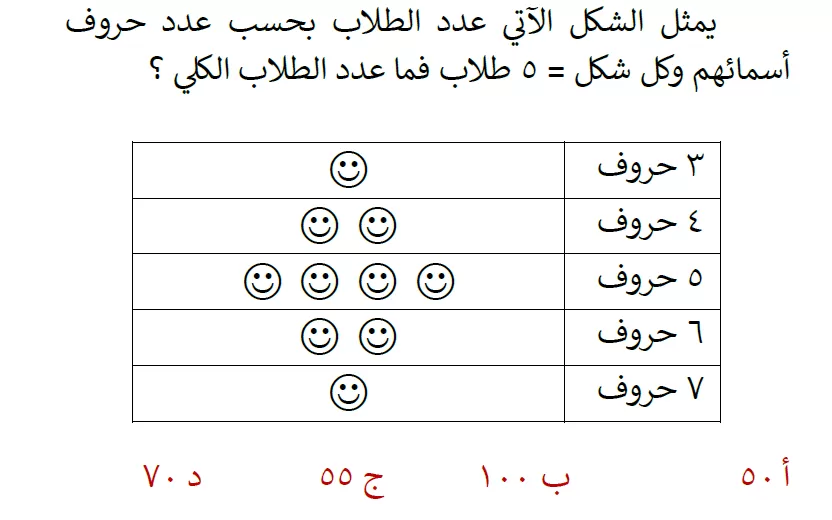 يمثل الشكل الآتي عدد الطلاب بحسب عدد حروف
أسمائهم وكل شكل = ٥ طلاب فما عدد الطلاب الكلي ؟
٣ حروف
٤ حروف
٥ حروف
٦ حروف
٧ حروف
أ ٥٠ ب ١٠٠ ج ٥٥ د ٧٠